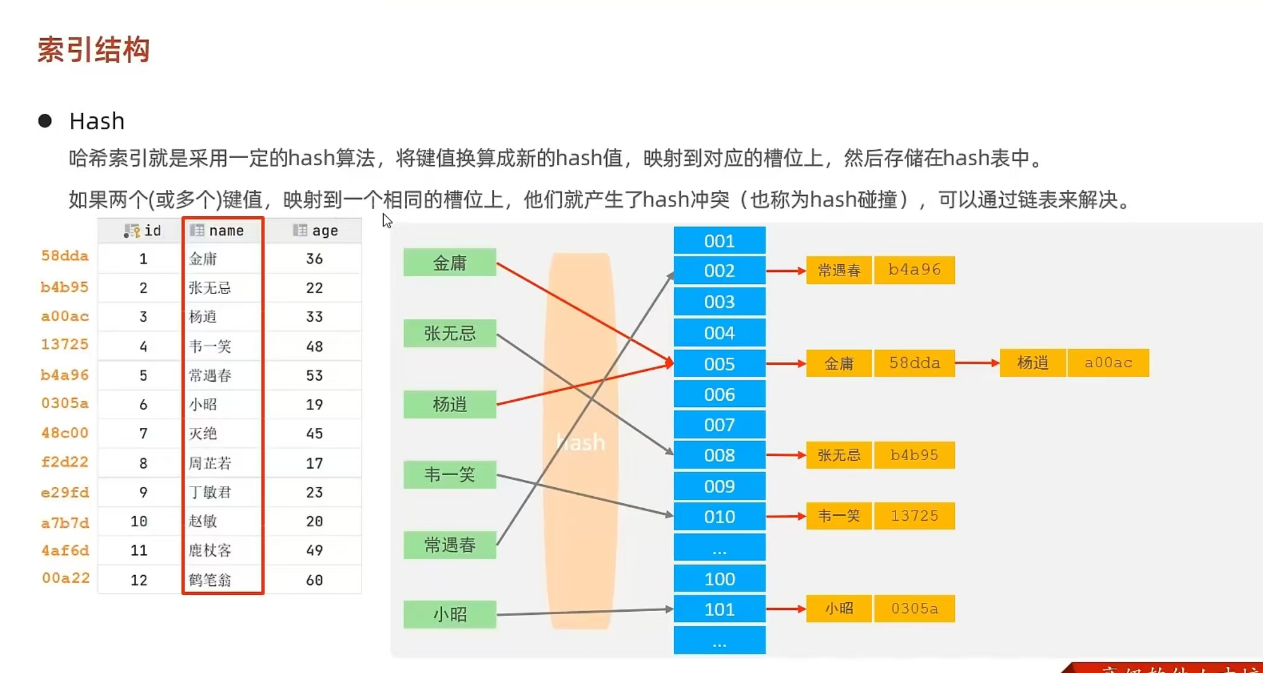 索引结构
● Hash
哈希索引就是采用一定的hash算法，将键值换算成新的hash值，映射到对应的槽位上，然后存储在hash表中。
如果两个(或多个)键值，映射到一个相同的槽位上，他们就产生了hash冲突（也称为hash碰撞），可以通过链表来解决。
id name age
58dda 1 金庸 36
b4b95 2 张无忌 22
a00ac 3 杨逍 33
13725 4 韦一笑 48
b4a96 5 常遇春 53
0305a 6 小昭 19
48c00 7 灭绝 45
f2d22 8 周芷若 17
e29fd 9 丁敏君 23
a7b7d 10 赵敏 20
4af6d 11 鹿杖客 49
00a22 12 鹤笔翁 60
金庸
张无忌
杨逍
韦一笑
常遇春
小昭
hash
001
002 常遇春 b4a96
003
004
005 金庸 58dda 杨逍 a00ac
006
007
008 张无忌 b4b95
009
010 韦一笑 13725
...
100
101 小昭 0305a
...